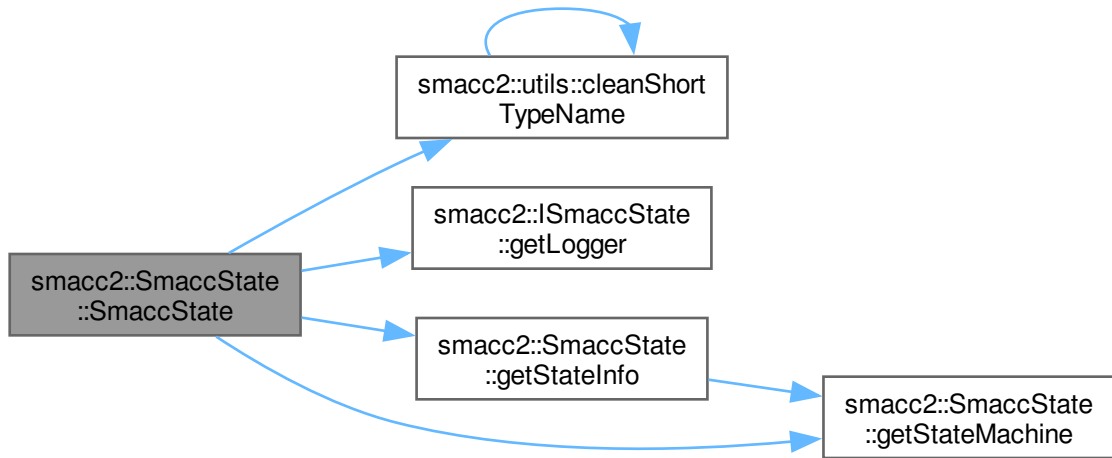 smacc2::utils::cleanShort
TypeName
smacc2::ISmaccState
::getLogger
smacc2::SmaccState
::SmaccState
smacc2::SmaccState
::getStateInfo
smacc2::SmaccState
::getStateMachine